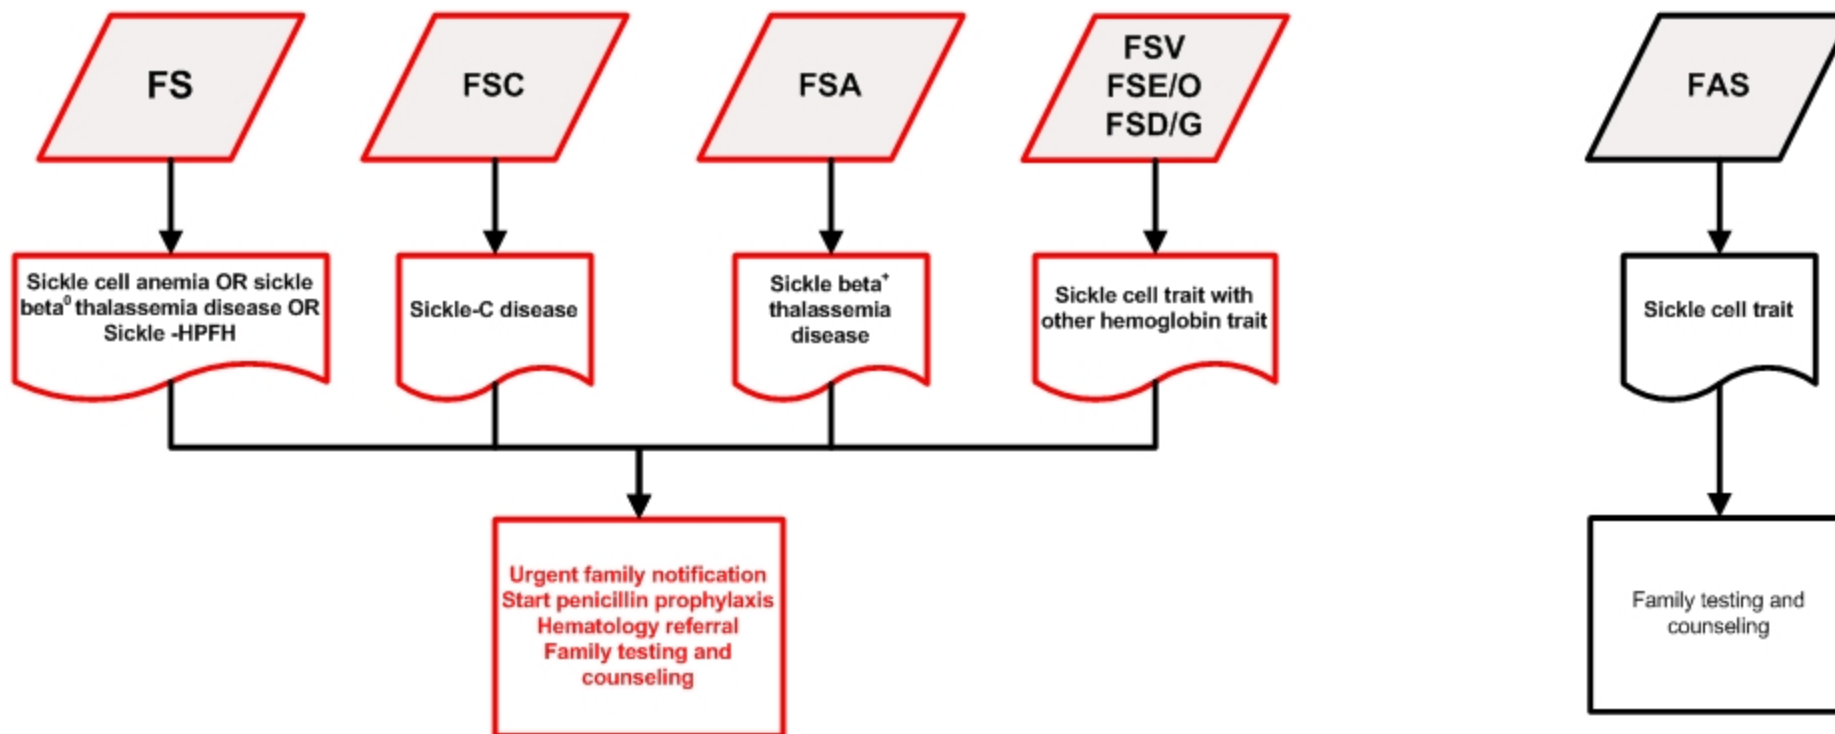 FS
FSC
FSA
FSV
FSE/O
FSD/G
FAS
Sickle cell anemia OR sickle
beta⁰ thalassemia disease OR
Sickle -HPFH
Sickle-C disease
Sickle beta⁺
thalassemia
disease
Sickle cell trait with
other hemoglobin trait
Sickle cell trait
Urgent family notification
Start penicillin prophylaxis
Hematology referral
Family testing and
counseling
Family testing and
counseling